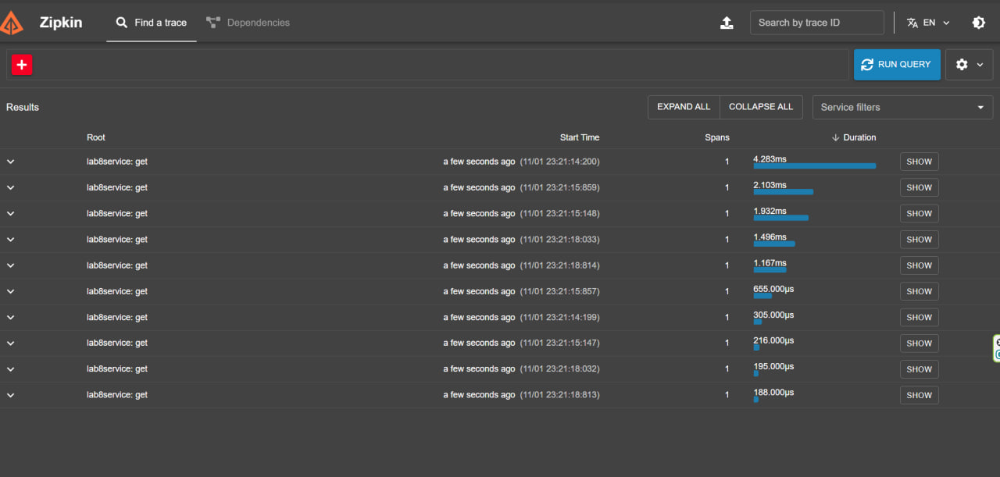 Zipkin Find a trace Dependencies Search by trace ID EN
RUN QUERY
Results EXPAND ALL COLLAPSE ALL Service filters
Root Start Time Spans Duration
lab8service: get a few seconds ago (11/01 23:21:14:200) 1 4.283ms SHOW
lab8service: get a few seconds ago (11/01 23:21:15:859) 1 2.103ms SHOW
lab8service: get a few seconds ago (11/01 23:21:15:148) 1 1.932ms SHOW
lab8service: get a few seconds ago (11/01 23:21:18:033) 1 1.496ms SHOW
lab8service: get a few seconds ago (11/01 23:21:18:814) 1 1.167ms SHOW
lab8service: get a few seconds ago (11/01 23:21:15:857) 1 655.000μs SHOW
lab8service: get a few seconds ago (11/01 23:21:14:199) 1 305.000μs SHOW
lab8service: get a few seconds ago (11/01 23:21:15:147) 1 216.000μs SHOW
lab8service: get a few seconds ago (11/01 23:21:18:032) 1 195.000μs SHOW
lab8service: get a few seconds ago (11/01 23:21:18:813) 1 188.000μs SHOW